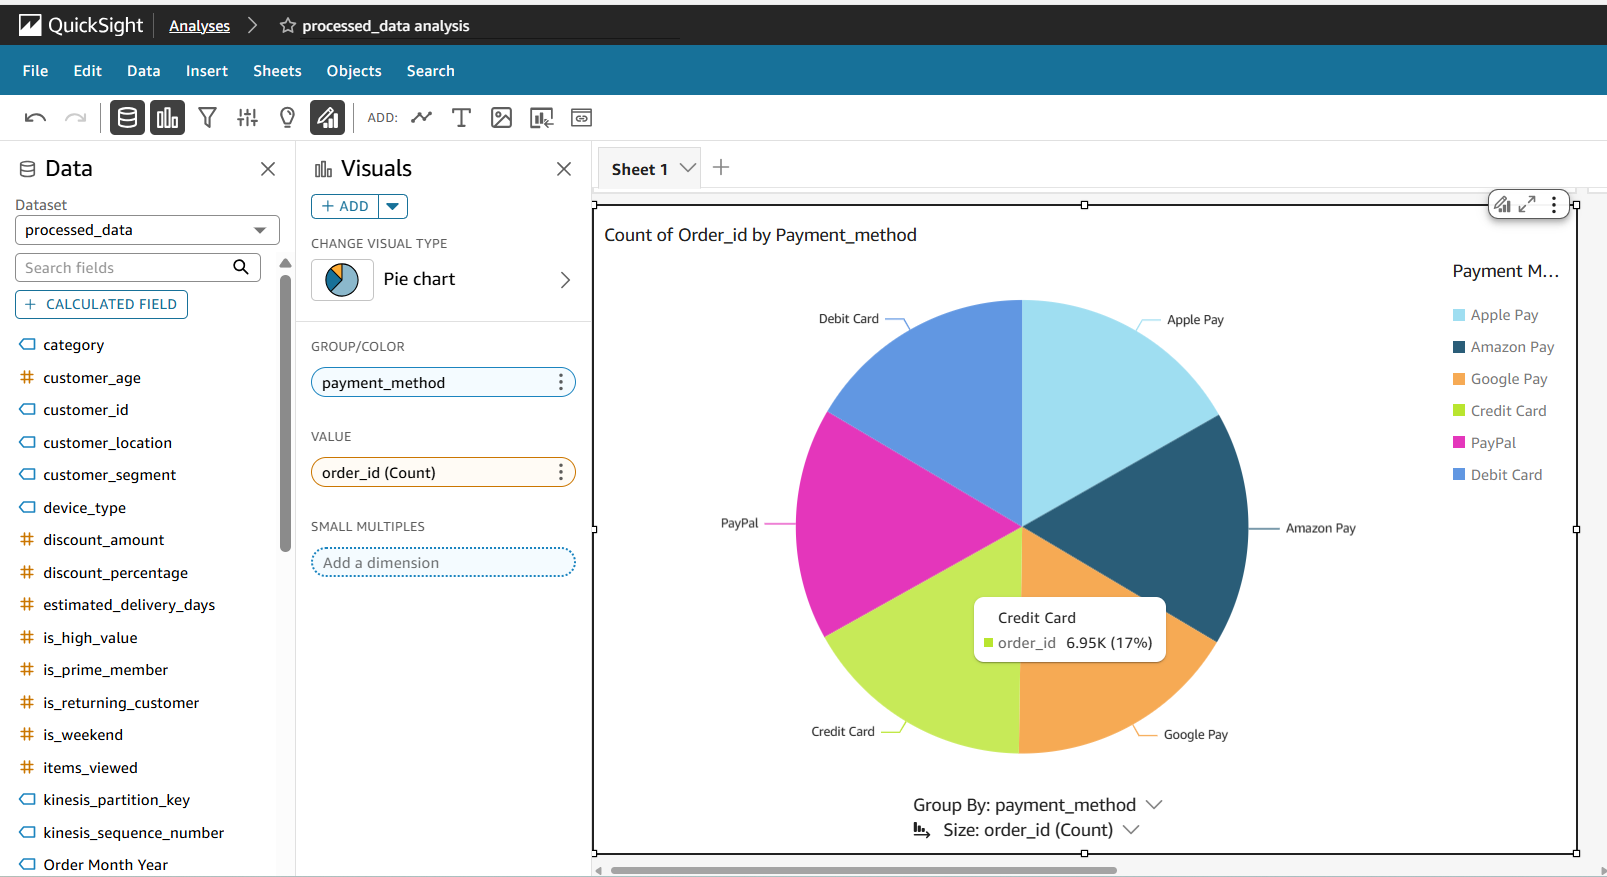 QuickSight
Analyses
processed_data analysis
File Edit Data Insert Sheets Objects Search
ADD:
Data
Dataset
processed_data
Search fields
+ CALCULATED FIELD
category
# customer_age
customer_id
customer_location
customer_segment
device_type
# discount_amount
# discount_percentage
# estimated_delivery_days
# is_high_value
# is_prime_member
# is_returning_customer
# is_weekend
# items_viewed
kinesis_partition_key
kinesis_sequence_number
Order Month Year
Visuals
+ ADD
CHANGE VISUAL TYPE
Pie chart
GROUP/COLOR
payment_method
VALUE
order_id (Count)
SMALL MULTIPLES
Add a dimension
Sheet 1
Count of Order_id by Payment_method
Debit Card
Apple Pay
PayPal
Amazon Pay
Credit Card
order_id 6.95K (17%)
Credit Card
Google Pay
Group By: payment_method
Size: order_id (Count)
Payment M...
Apple Pay
Amazon Pay
Google Pay
Credit Card
PayPal
Debit Card